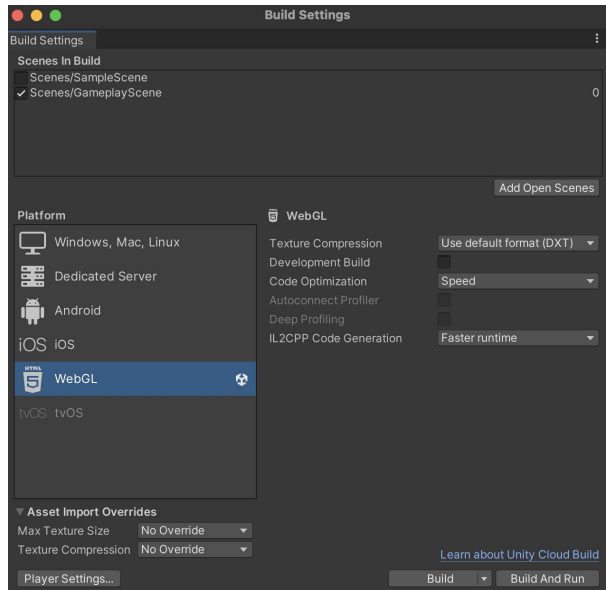 Build Settings
Build Settings
Scenes In Build
Scenes/SampleScene
Scenes/GameplayScene 0
Add Open Scenes
Platform
Windows, Mac, Linux
Dedicated Server
Android
iOS iOS
HTML 5 WebGL
tvOS tvOS
WebGL
Texture Compression Use default format (DXT)
Development Build
Code Optimization Speed
Autoconnect Profiler
Deep Profiling
IL2CPP Code Generation Faster runtime
Asset Import Overrides
Max Texture Size No Override
Texture Compression No Override
Learn about Unity Cloud Build
Player Settings... Build Build And Run